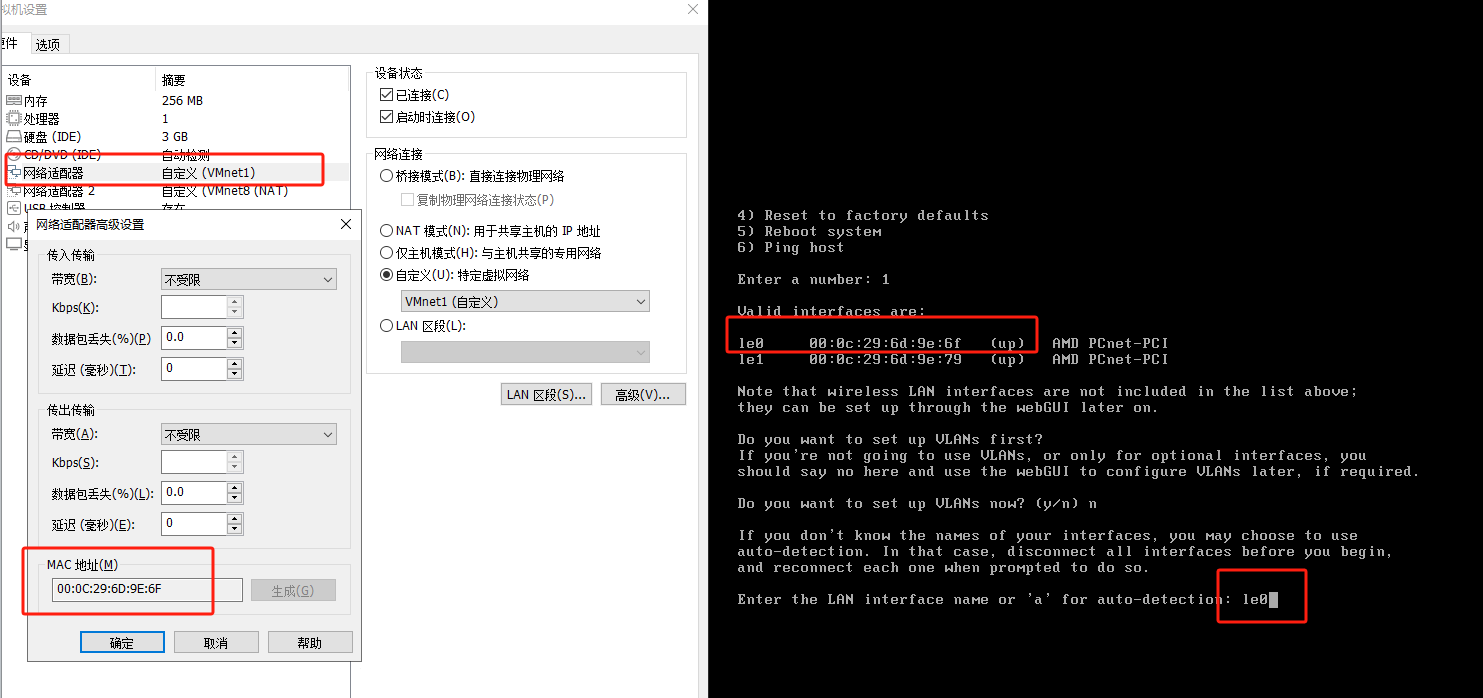 拟机设置
硬件 选项
设备 摘要
内存 256 MB
处理器 1
硬盘 (IDE) 3 GB
CD/DVD (IDE) 自动检测
网络适配器 自定义 (VMnet1)
网络适配器 2 自定义 (VMnet8 (NAT)
USB 控制器 存在
网络适配器高级设置
传入传输
带宽(B): 不受限
Kbps(K):
数据包丢失(%)(P) 0.0
延迟 (毫秒)(T): 0
传出传输
带宽(A): 不受限
Kbps(S):
数据包丢失(%)(L): 0.0
延迟 (毫秒)(E): 0
MAC 地址(M)
00:0C:29:6D:9E:6F 生成(G)
确定 取消 帮助
设备状态
已连接(C)
启动时连接(O)
网络连接
桥接模式(B): 直接连接物理网络
复制物理网络连接状态(P)
NAT 模式(N): 用于共享主机的 IP 地址
仅主机模式(H): 与主机共享的专用网络
自定义(U): 特定虚拟网络
VMnet1 (自定义)
LAN 区段(L):
LAN 区段(S)... 高级(V)...
4) Reset to factory defaults
5) Reboot system
6) Ping host
Enter a number: 1
Valid interfaces are:
le0 00:0c:29:6d:9e:6f (up) AMD PCnet-PCI
le1 00:0c:29:6d:9e:79 (up) AMD PCnet-PCI
Note that wireless LAN interfaces are not included in the list above;
they can be set up through the webGUI later on.
Do you want to set up VLANs first?
If you're not going to use VLANs, or only for optional interfaces, you
should say no here and use the webGUI to configure VLANs later, if required.
Do you want to set up VLANs now? (y/n) n
If you don't know the names of your interfaces, you may choose to use
auto-detection. In that case, disconnect all interfaces before you begin,
and reconnect each one when prompted to do so.
Enter the LAN interface name or 'a' for auto-detection: le0